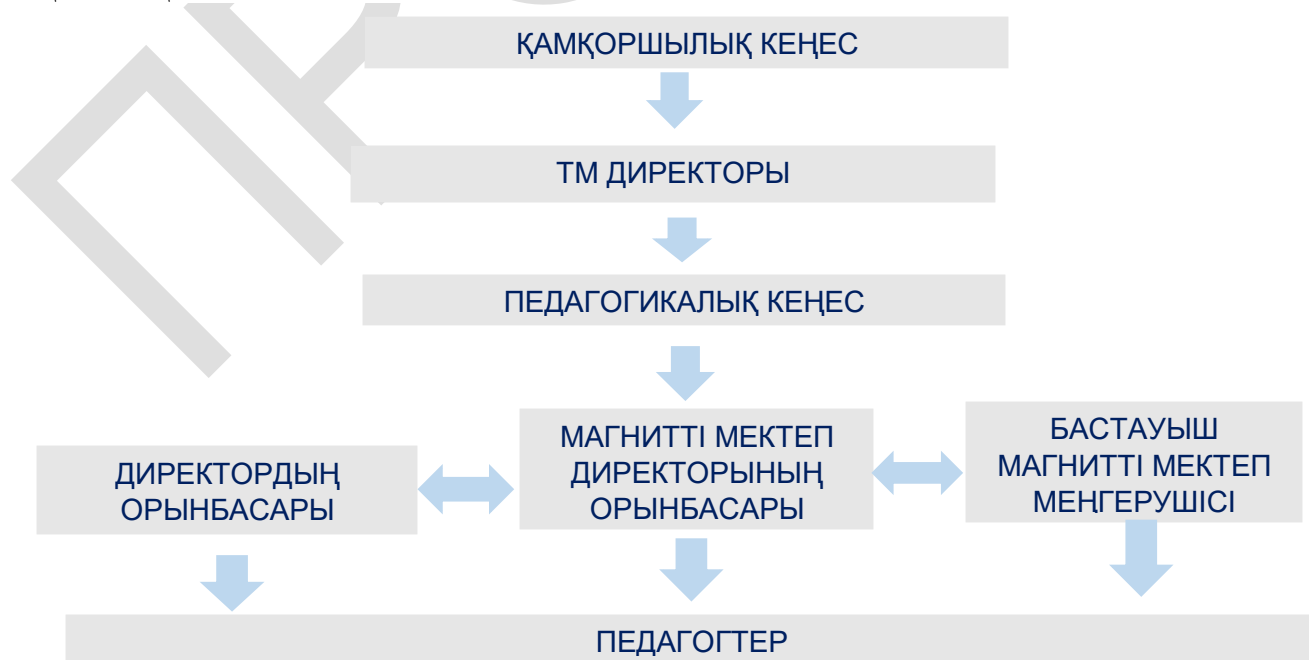 ҚАМҚОРШЫЛЫҚ КЕҢЕС
ТМ ДИРЕКТОРЫ
ПЕДАГОГИКАЛЫҚ КЕҢЕС
ДИРЕКТОРДЫҢ
ОРЫНБАСАРЫ
МАГНИТТІ МЕКТЕП
ДИРЕКТОРЫНЫҢ
ОРЫНБАСАРЫ
БАСТАУЫШ
МАГНИТТІ МЕКТЕП
МЕҢГЕРУШІСІ
ПЕДАГОГТЕР